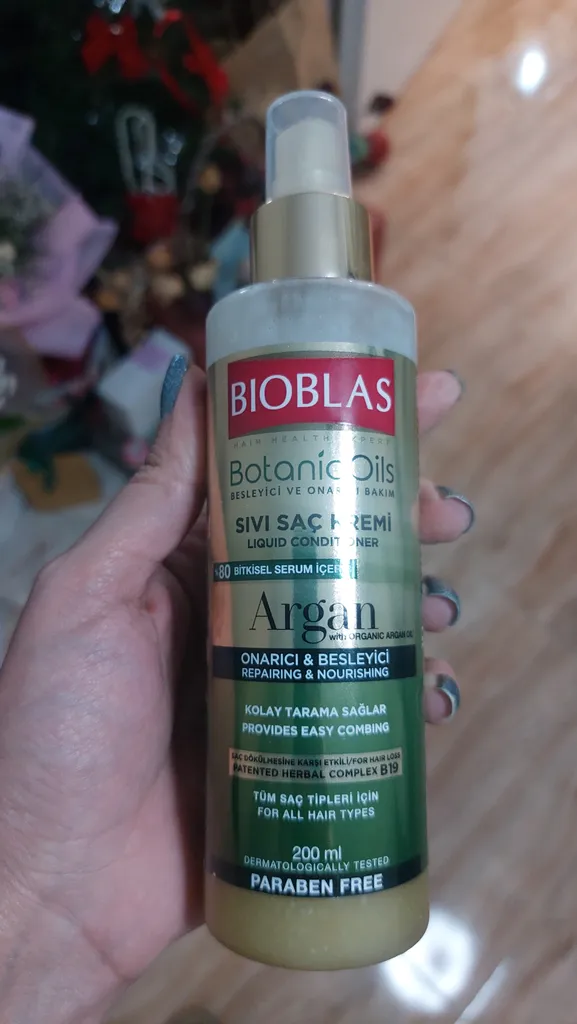 BIOBLAS
HAIR HEALTH EXPERT
Botanic Oils
BESLEYİCİ VE ONARICI BAKIM
SIVI SAÇ KREMİ
LIQUID CONDITIONER
%80 BİTKİSEL SERUM İÇERİR
Argan
with ORGANIC ARGAN OIL
ONARICI & BESLEYİCİ
REPAIRING & NOURISHING
KOLAY TARAMA SAĞLAR
PROVIDES EASY COMBING
SAÇ DÖKÜLMESİNE KARŞI ETKİLİ/FOR HAIR LOSS
PATENTED HERBAL COMPLEX B19
TÜM SAÇ TİPLERİ İÇİN
FOR ALL HAIR TYPES
200 ml
DERMATOLOGICALLY TESTED
PARABEN FREE